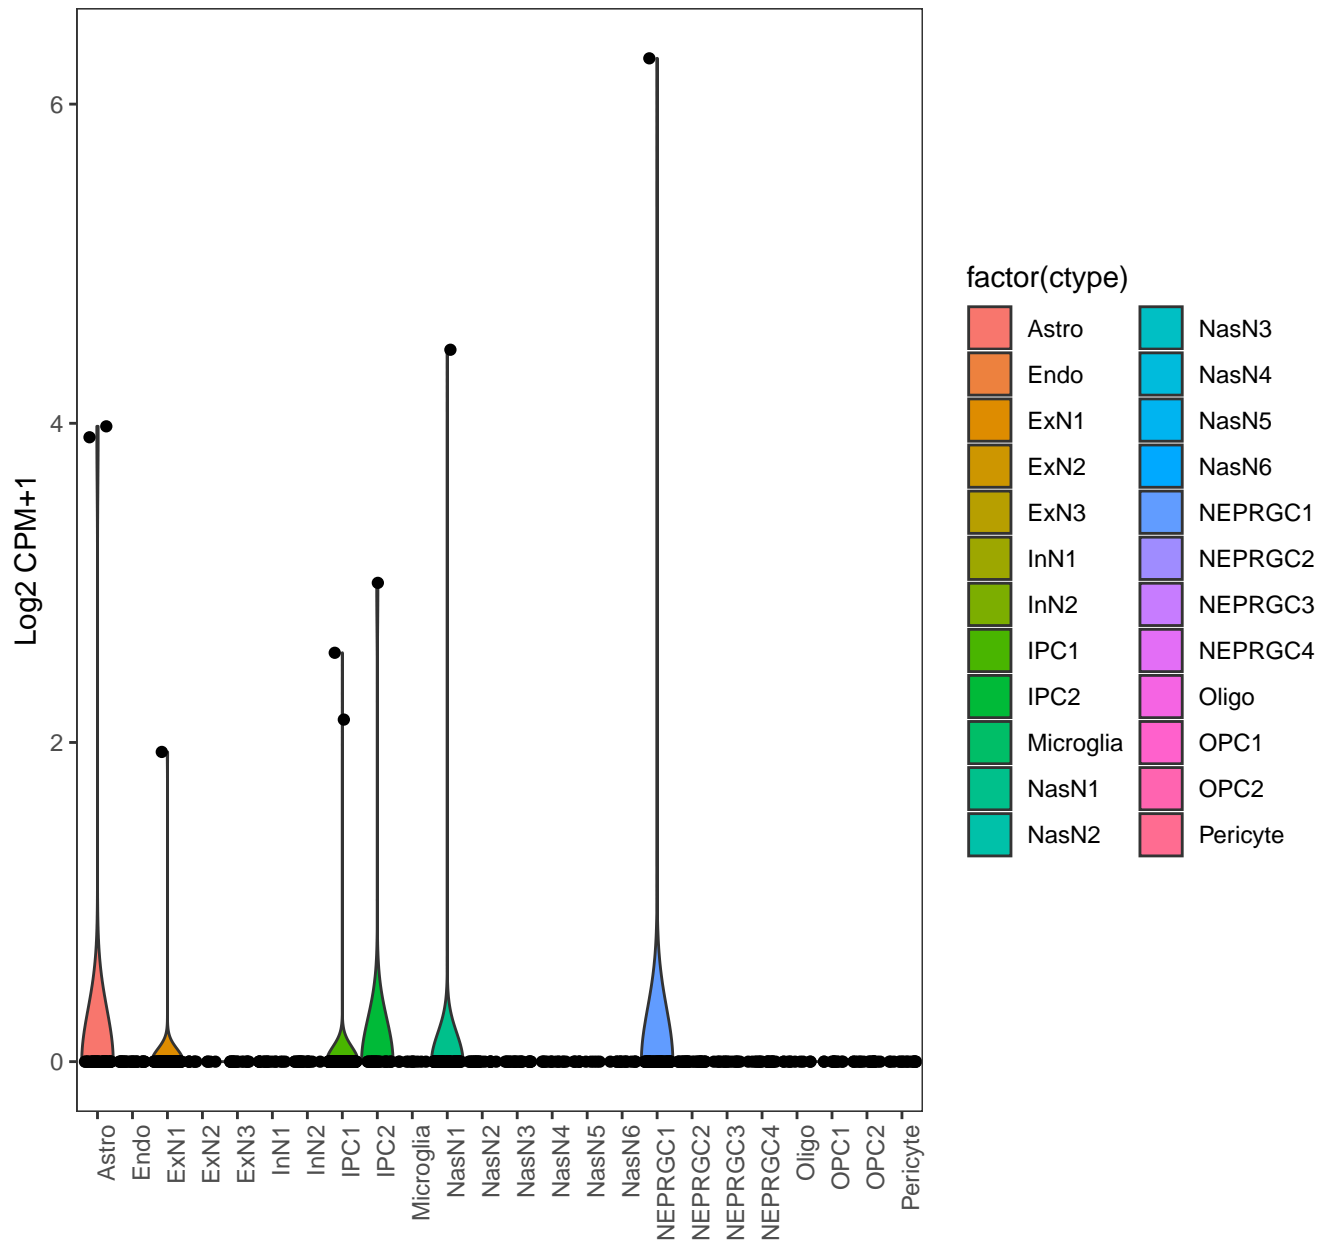 6
4
2
0
Log2 CPM+1
Astro
Endo
ExN1
ExN2
ExN3
InN1
InN2
IPC1
IPC2
Microglia
NasN1
NasN2
NasN3
NasN4
NasN5
NasN6
NEPRGC1
NEPRGC2
NEPRGC3
NEPRGC4
Oligo
OPC1
OPC2
Pericyte
factor(ctype)
Astro
Endo
ExN1
ExN2
ExN3
InN1
InN2
IPC1
IPC2
Microglia
NasN1
NasN2
NasN3
NasN4
NasN5
NasN6
NEPRGC1
NEPRGC2
NEPRGC3
NEPRGC4
Oligo
OPC1
OPC2
Pericyte